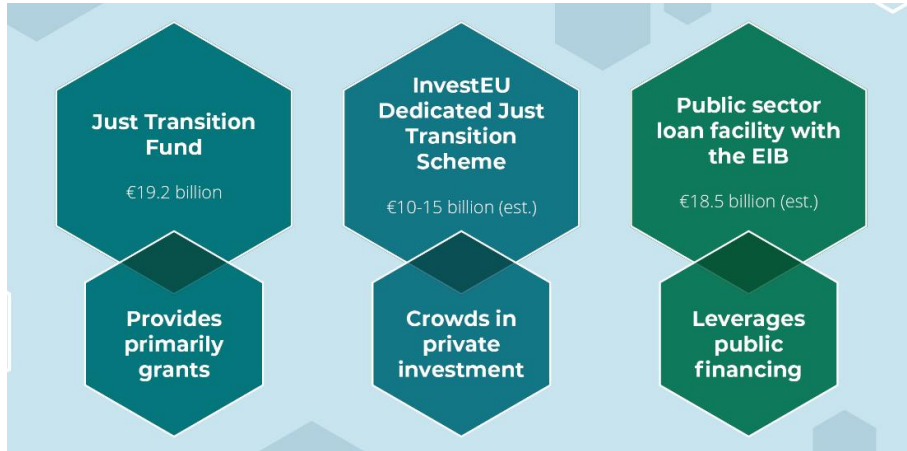 Just Transition
Fund
€19.2 billion
InvestEU
Dedicated Just
Transition
Scheme
€10-15 billion (est.)
Public sector
loan facility with
the EIB
€18.5 billion (est.)
Provides
primarily
grants
Crowds in
private
investment
Leverages
public
financing